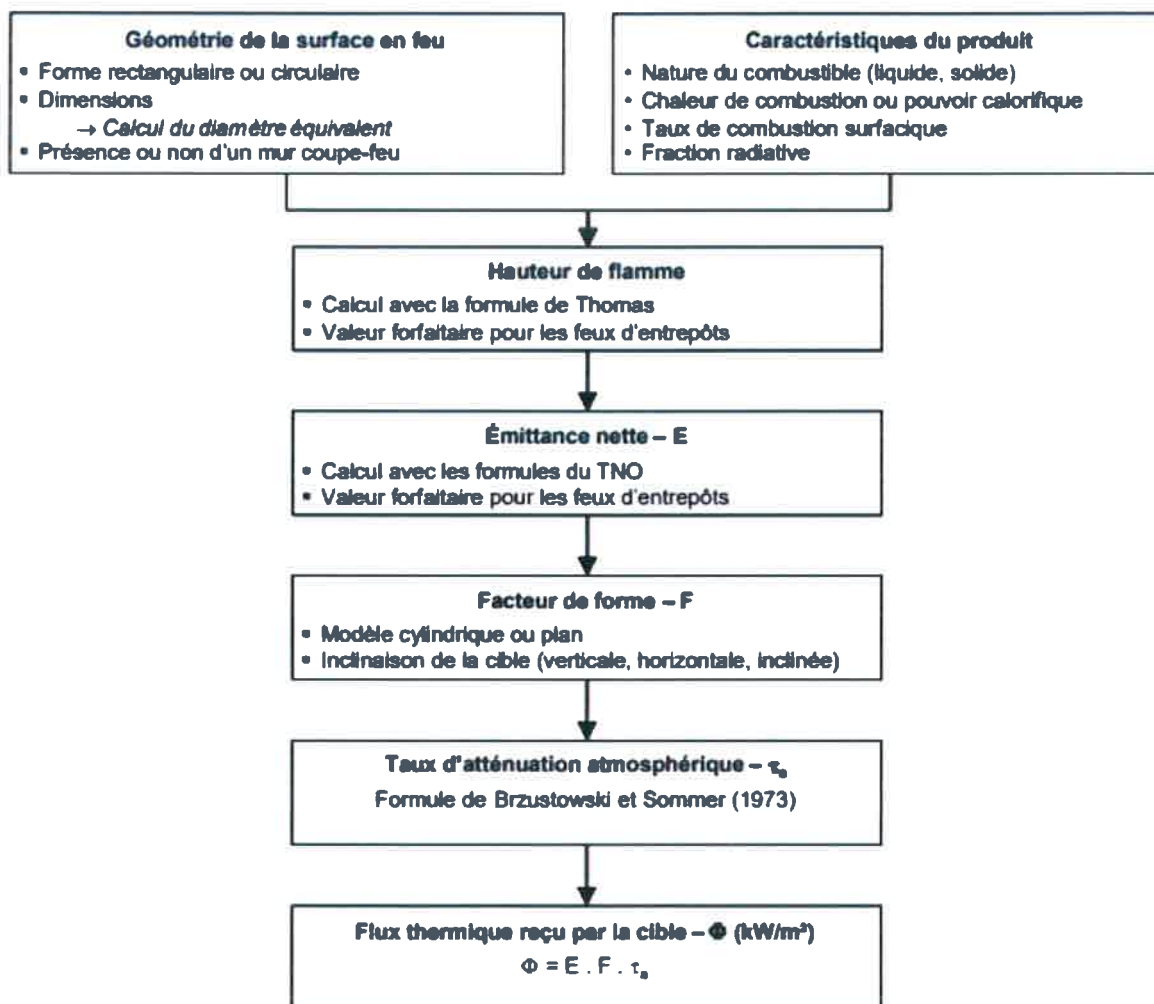 Géométrie de la surface en feu
• Forme rectangulaire ou circulaire
• Dimensions
→ Calcul du diamètre équivalent
• Présence ou non d'un mur coupe-feu
Caractéristiques du produit
• Nature du combustible (liquide, solide)
• Chaleur de combustion ou pouvoir calorifique
• Taux de combustion surfacique
• Fraction radiative
Hauteur de flamme
• Calcul avec la formule de Thomas
• Valeur forfaitaire pour les feux d'entrepôts
Émittance nette – E
• Calcul avec les formules du TNO
• Valeur forfaitaire pour les feux d'entrepôts
Facteur de forme – F
• Modèle cylindrique ou plan
• Inclinaison de la cible (verticale, horizontale, inclinée)
Taux d'atténuation atmosphérique – τₐ
Formule de Brzustowski et Sommer (1973)
Flux thermique reçu par la cible – Φ (kW/m²)
Φ = E . F . τₐ